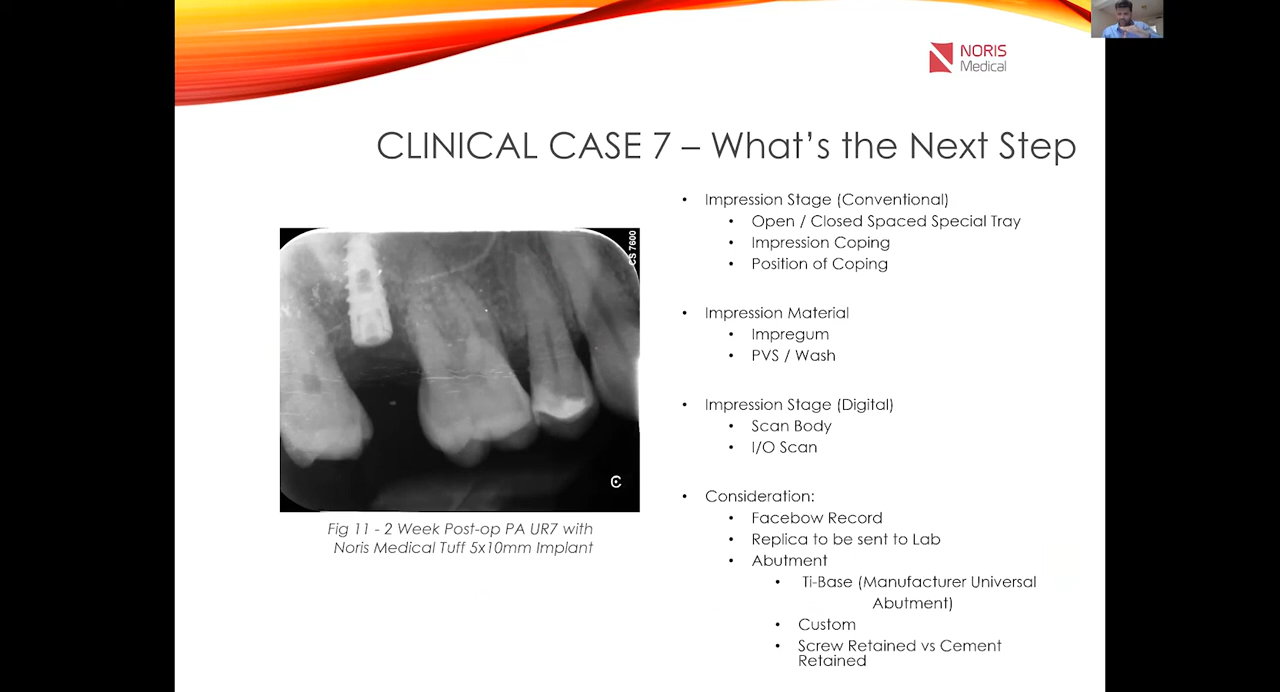 NORIS
Medical
CLINICAL CASE 7 – What's the Next Step
• Impression Stage (Conventional)
• Open / Closed Spaced Special Tray
• Impression Coping
• Position of Coping
• Impression Material
• Impregum
• PVS / Wash
• Impression Stage (Digital)
• Scan Body
• I/O Scan
• Consideration:
• Facebow Record
• Replica to be sent to Lab
• Abutment
• Ti-Base (Manufacturer Universal
Abutment)
• Custom
• Screw Retained vs Cement
Retained
CS 7600
C
Fig 11 - 2 Week Post-op PA UR7 with
Noris Medical Tuff 5x10mm Implant